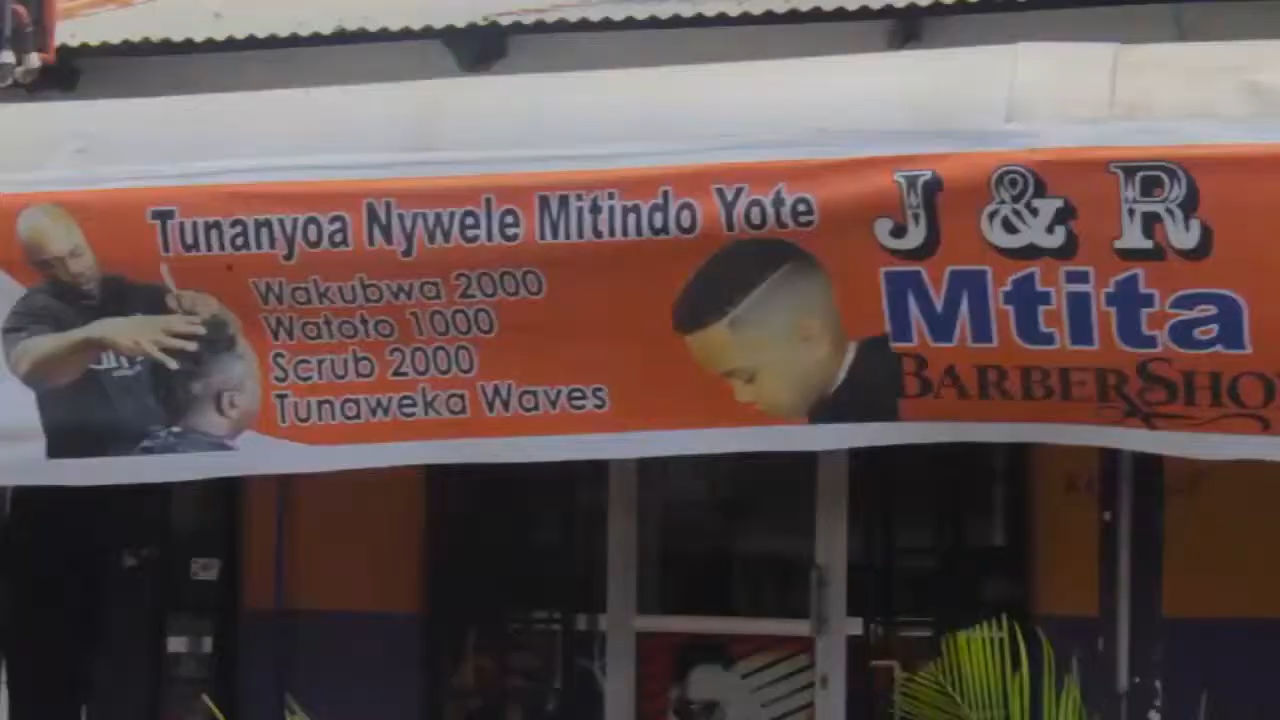 Tunanyoa Nywele Mitindo Yote
Wakubwa 2000
Watoto 1000
Scrub 2000
Tunaweka Waves
J & R
Mtita
BARBERSHO